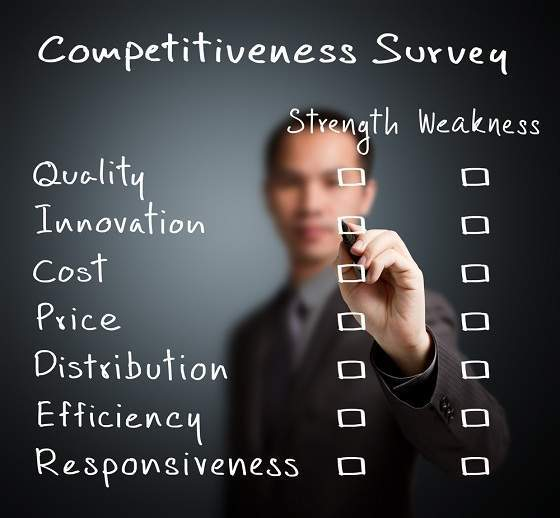 Competitiveness Survey
Strength Weakness
Quality
Innovation
Cost
Price
Distribution
Efficiency
Responsiveness